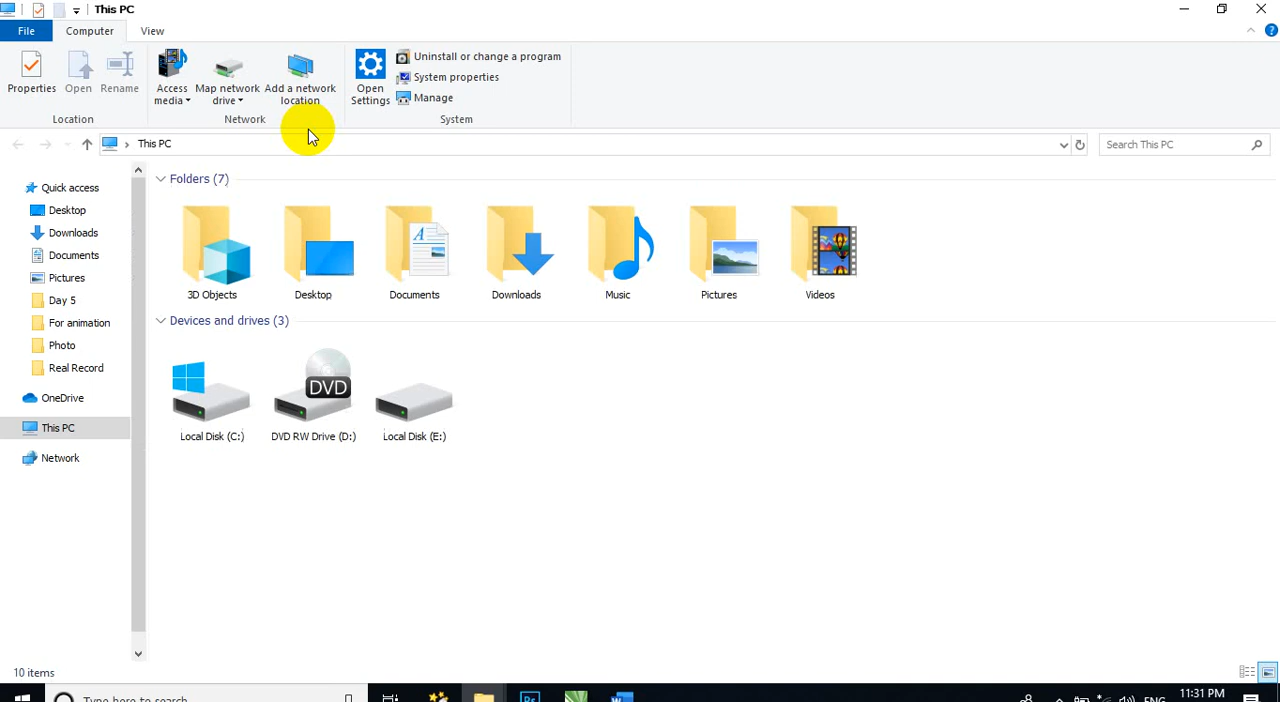 This PC
File
Computer
View
Properties
Open
Rename
Access media
Map network drive
Add a network location
Open Settings
Uninstall or change a program
System properties
Manage
Location
Network
System
This PC
Search This PC
Quick access
Desktop
Downloads
Documents
Pictures
Day 5
For animation
Photo
Real Record
OneDrive
This PC
Network
Folders (7)
3D Objects
Desktop
Documents
Downloads
Music
Pictures
Videos
Devices and drives (3)
DVD
Local Disk (C:)
DVD RW Drive (D:)
Local Disk (E:)
10 items
Type here to search
Ps
W
ENG
11:31 PM